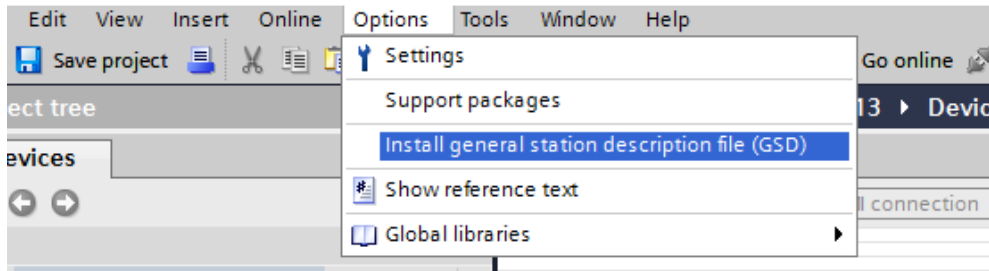 Edit View Insert Online Options Tools Window Help
Save project Settings Go online
ect tree Support packages 13 Devic
evices Install general station description file (GSD)
Show reference text connection
Global libraries